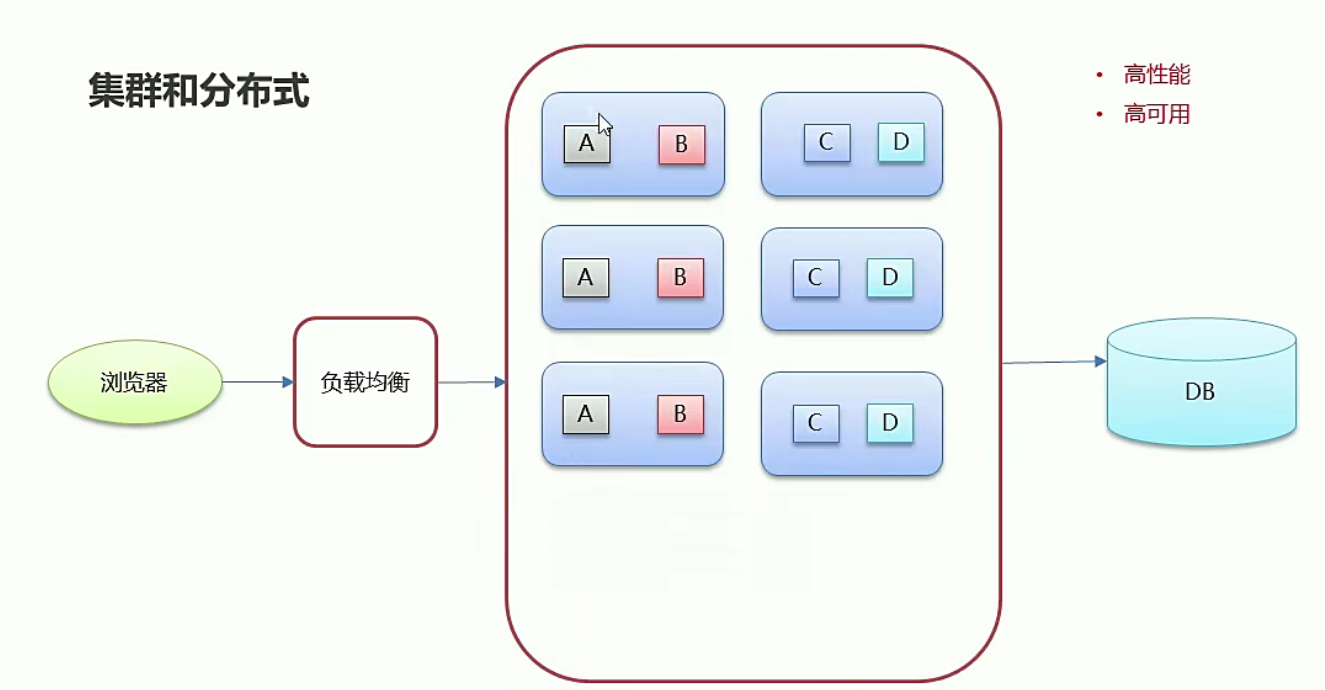 集群和分布式
• 高性能
• 高可用
A B C D
A B C D
浏览器
负载均衡
A B C D
DB